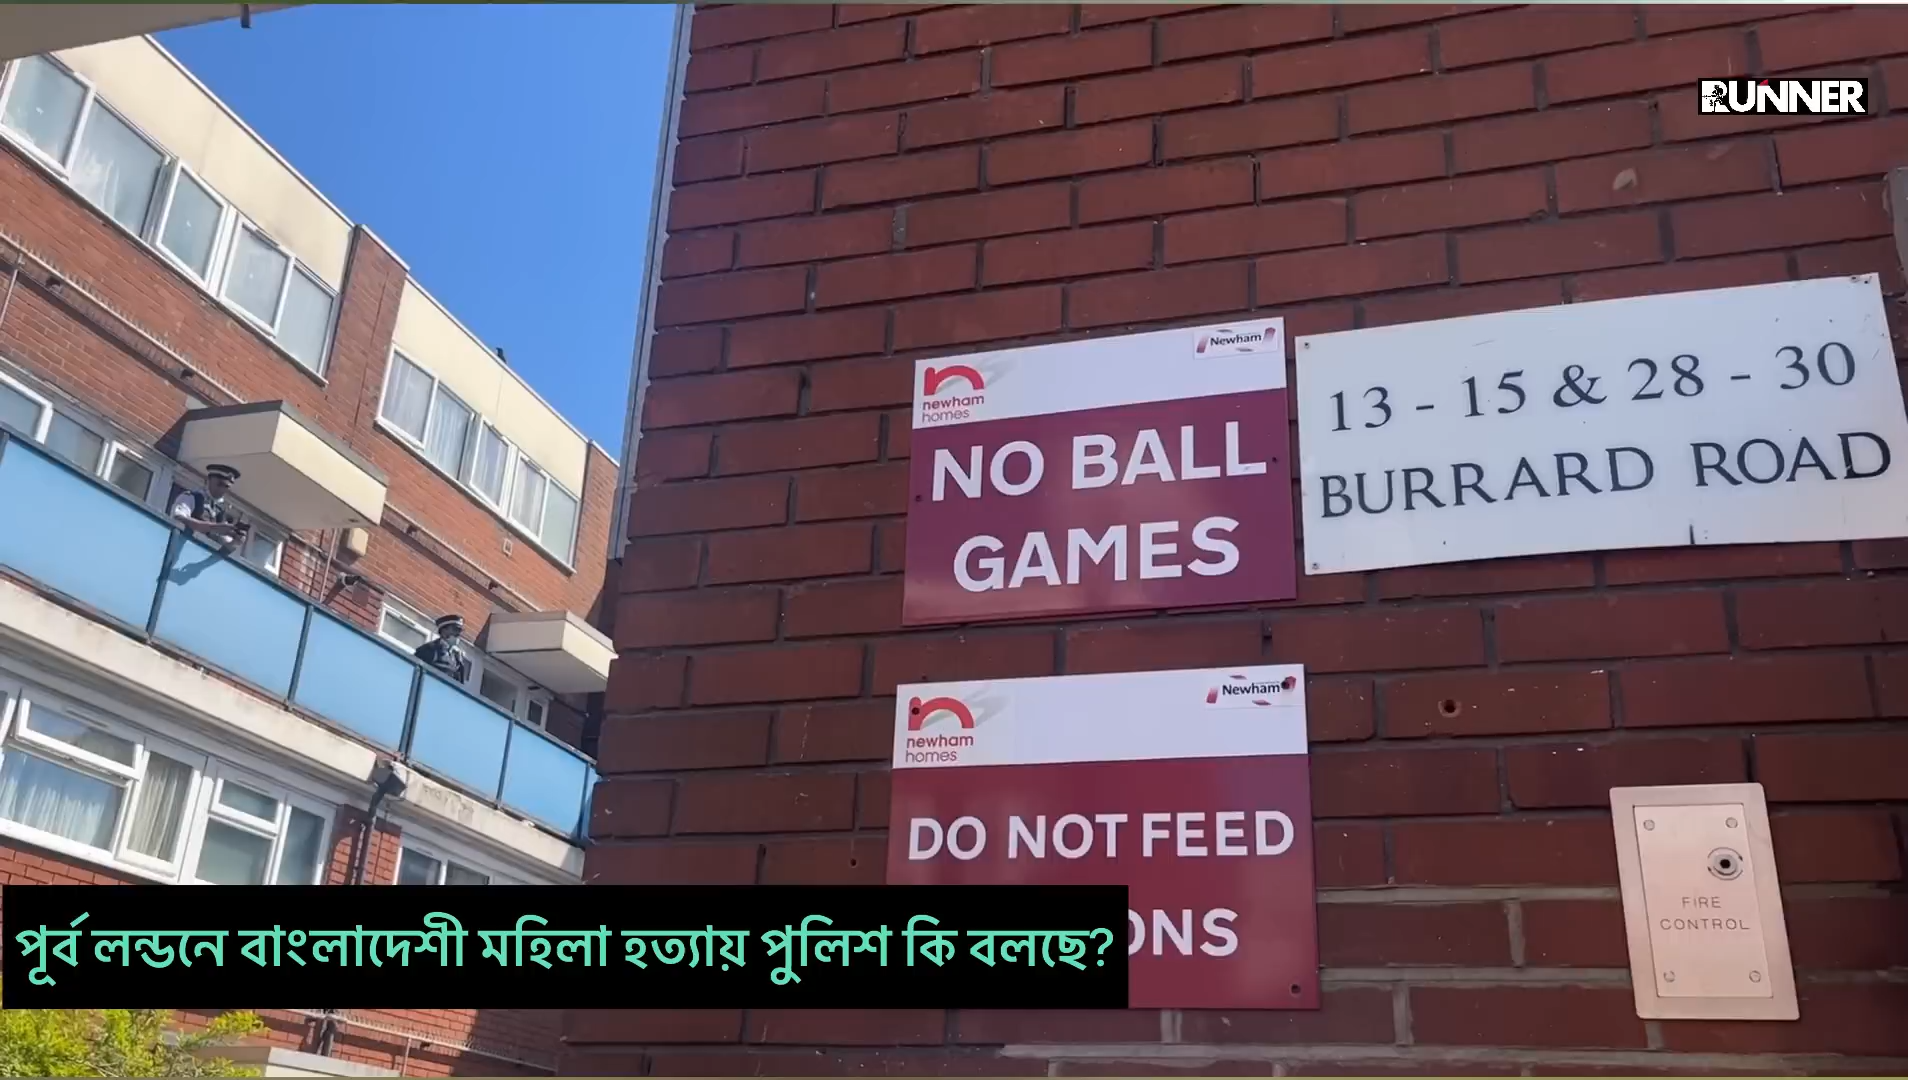 RUNNER
Newham
newham
homes
NO BALL
GAMES
13 - 15 & 28 - 30
BURRARD ROAD
Newham
newham
homes
DO NOT FEED
ONS
FIRE
CONTROL
পূর্ব লন্ডনে বাংলাদেশী মহিলা হত্যায় পুলিশ কি বলছে?